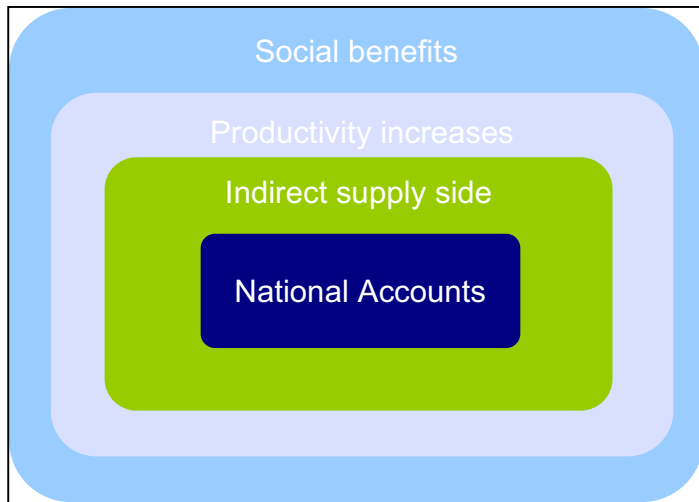 Social benefits
Productivity increases
Indirect supply side
National Accounts